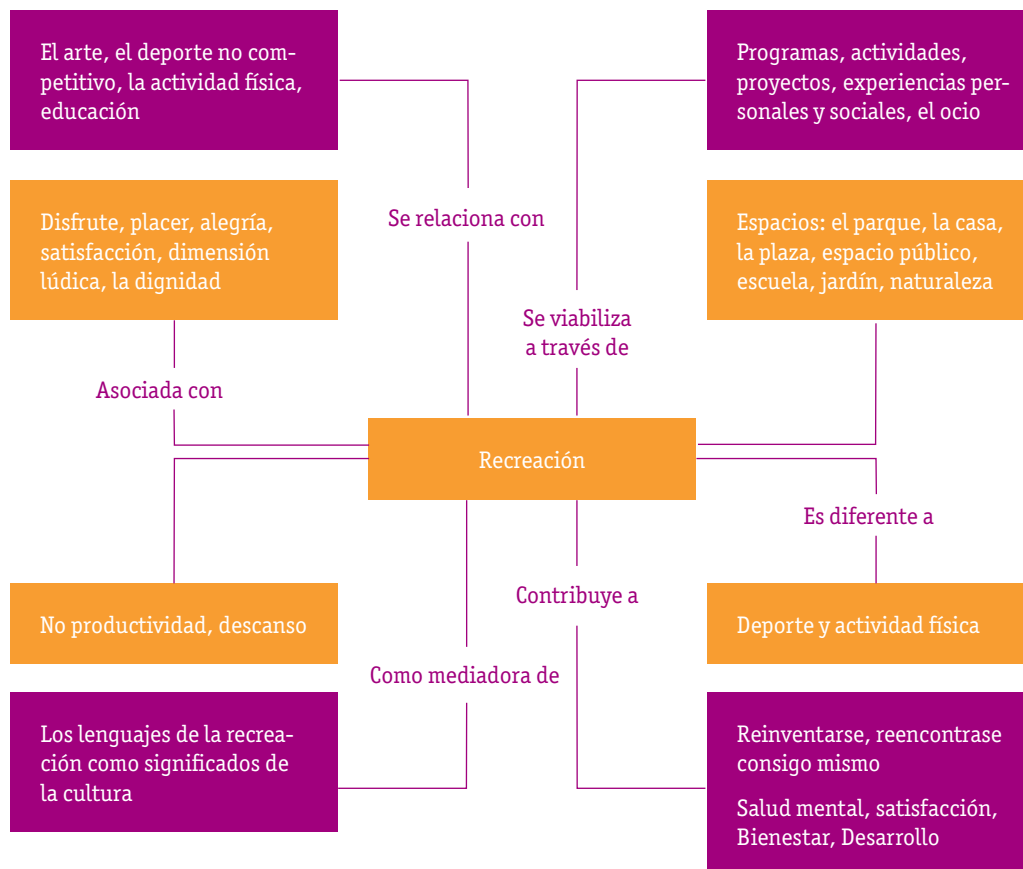 El arte, el deporte no com-
petitivo, la actividad física,
educación
Programas, actividades,
proyectos, experiencias per-
sonales y sociales, el ocio
Disfrute, placer, alegría,
satisfacción, dimensión
lúdica, la dignidad
Se relaciona con
Espacios: el parque, la casa,
la plaza, espacio público,
escuela, jardín, naturaleza
Se viabiliza
a través de
Asociada con
Recreación
Es diferente a
Contribuye a
No productividad, descanso
Deporte y actividad física
Como mediadora de
Los lenguajes de la recrea-
ción como significados de
la cultura
Reinventarse, reencontrase
consigo mismo
Salud mental, satisfacción,
Bienestar, Desarrollo